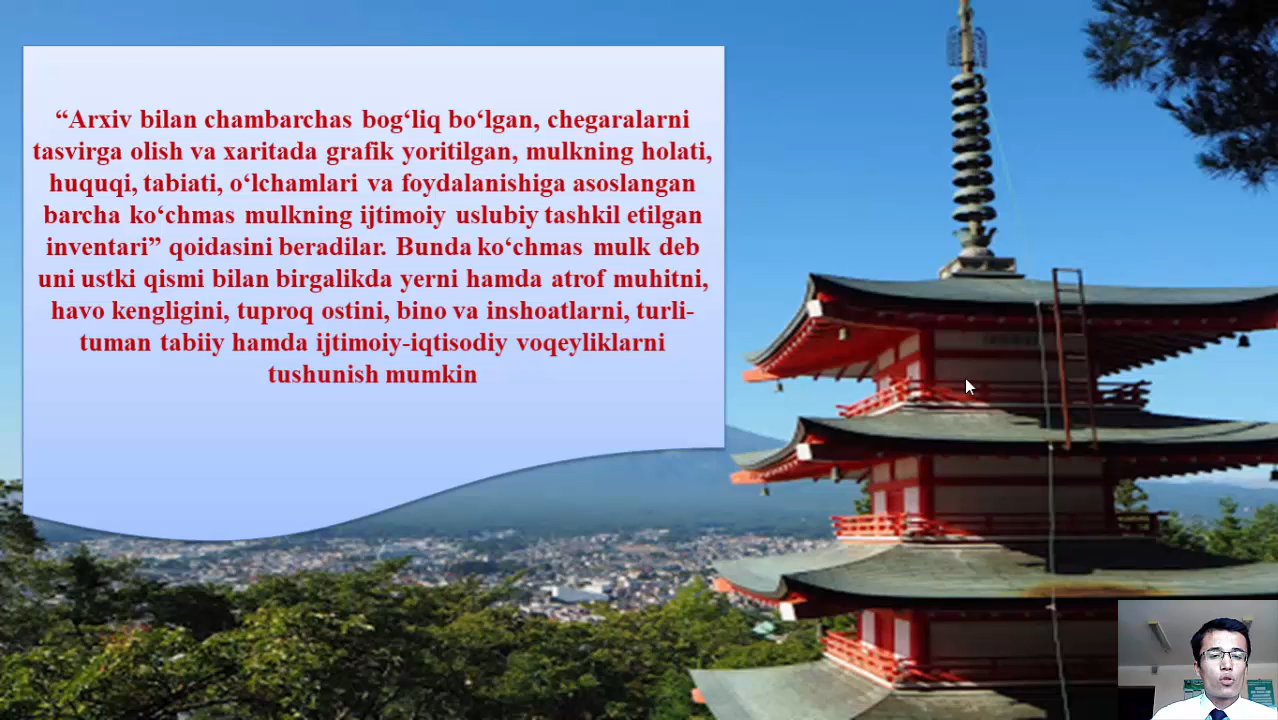 “Arxiv bilan chambarchas bog‘liq bo‘lgan, chegaralarni
tasvirga olish va xaritada grafik yoritilgan, mulkning holati,
huquqi, tabiati, o‘lchamlari va foydalanishiga asoslangan
barcha ko‘chmas mulkning ijtimoiy uslubiy tashkil etilgan
inventari” qoidasini beradilar. Bunda ko‘chmas mulk deb
uni ustki qismi bilan birgalikda yerni hamda atrof muhitni,
havo kengligini, tuproq ostini, bino va inshoatlarni, turli-
tuman tabiiy hamda ijtimoiy-iqtisodiy voqeyliklarni
tushunish mumkin